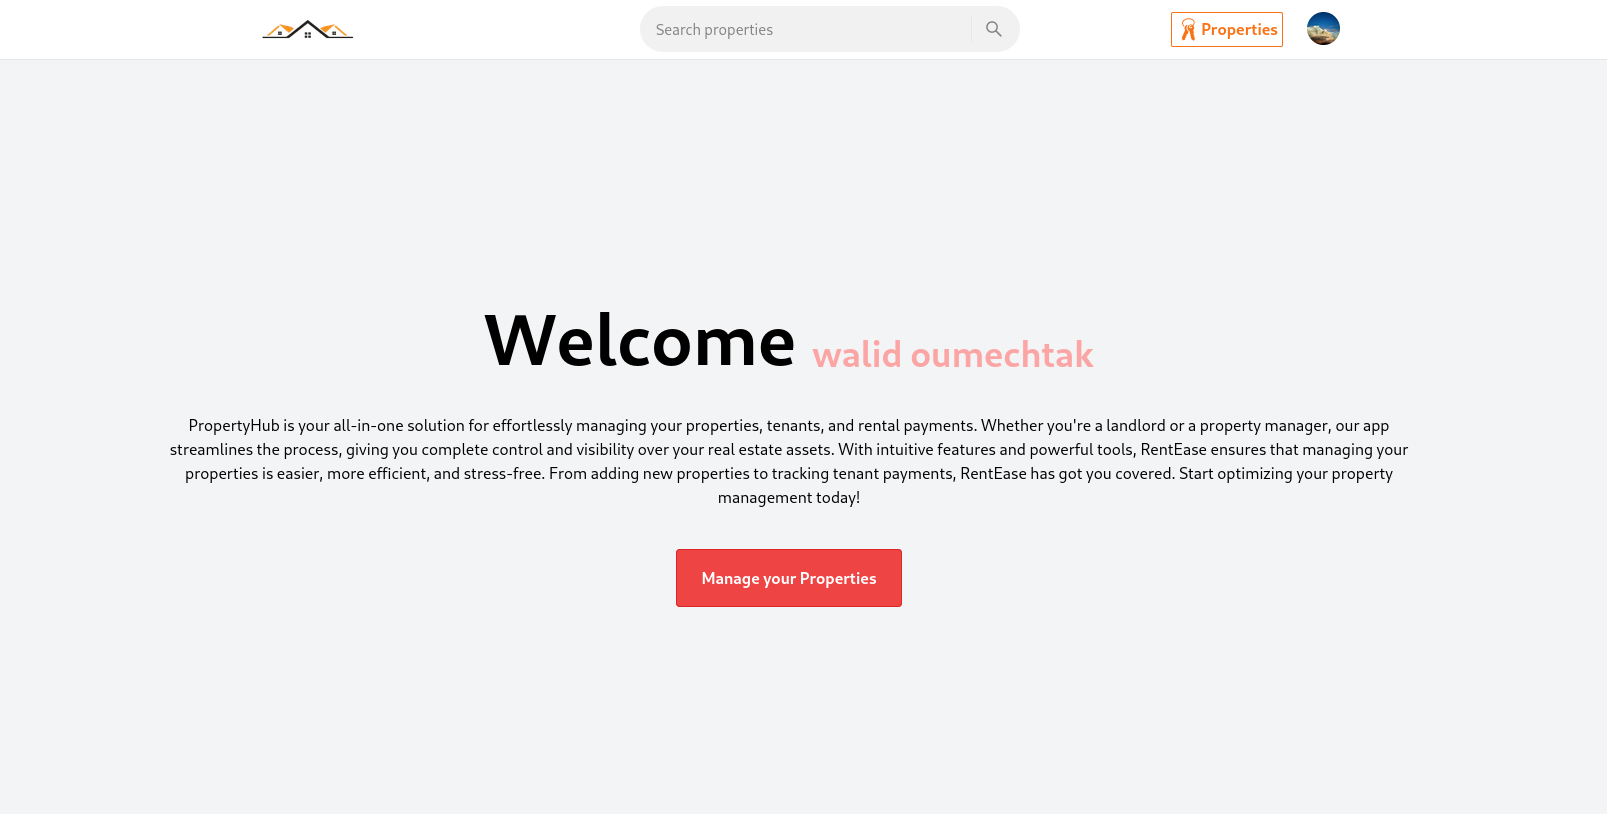 Search properties
Properties
Welcome walid oumechtak
PropertyHub is your all-in-one solution for effortlessly managing your properties, tenants, and rental payments. Whether you're a landlord or a property manager, our app
streamlines the process, giving you complete control and visibility over your real estate assets. With intuitive features and powerful tools, RentEase ensures that managing your
properties is easier, more efficient, and stress-free. From adding new properties to tracking tenant payments, RentEase has got you covered. Start optimizing your property
management today!
Manage your Properties